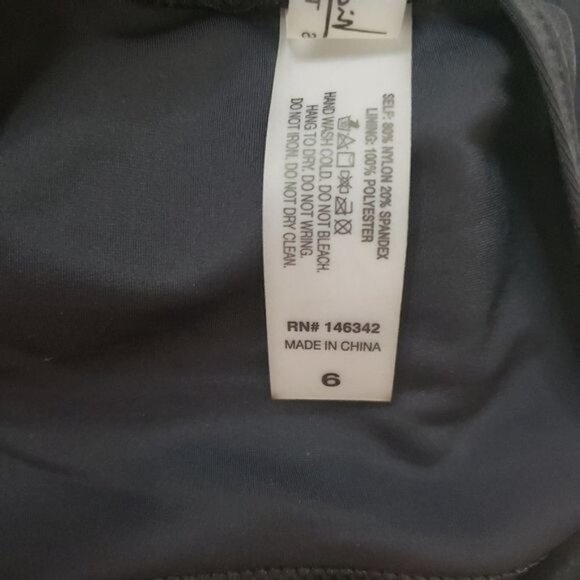 SELF: 80% NYLON 20% SPANDEX
LINING: 100% POLYESTER
HAND WASH COLD. DO NOT BLEACH.
HANG TO DRY. DO NOT WRING.
DO NOT IRON. DO NOT DRY CLEAN.
RN# 146342
MADE IN CHINA
6